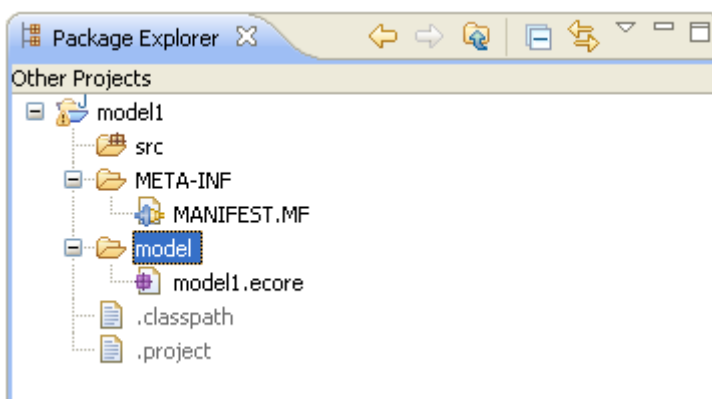 Package Explorer
Other Projects
model1
src
META-INF
MANIFEST.MF
model
model1.ecore
.classpath
.project